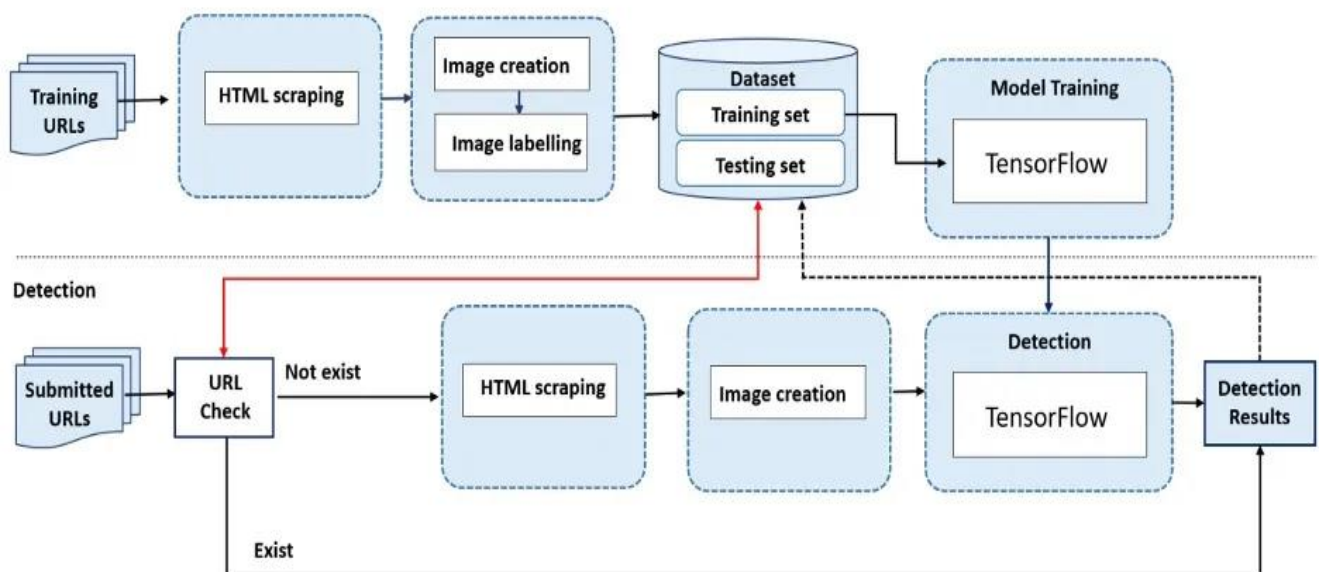 Training
URLs
HTML scraping
Image creation
Image labelling
Dataset
Training set
Testing set
Model Training
TensorFlow
Detection
Submitted
URLs
URL
Check
Not exist
HTML scraping
Image creation
Detection
TensorFlow
Detection
Results
Exist